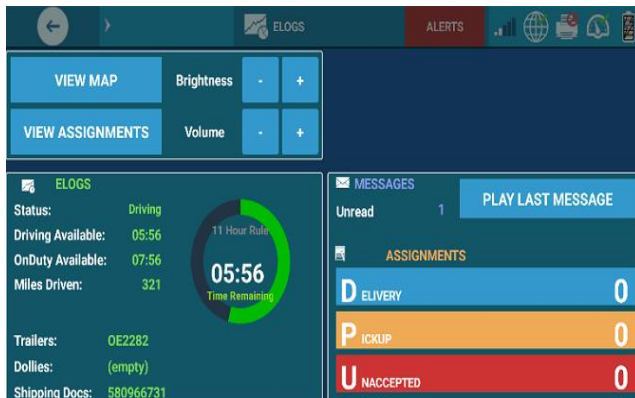 ELOGS
ALERTS
VIEW MAP
Brightness
-
+
VIEW ASSIGNMENTS
Volume
-
+
ELOGS
Status: Driving
Driving Available: 05:56
OnDuty Available: 07:56
Miles Driven: 321
11 Hour Rule
05:56
Time Remaining
Trailers: OE2282
Dollies: (empty)
Shipping Docs: 580966731
MESSAGES
Unread 1
PLAY LAST MESSAGE
ASSIGNMENTS
DELIVERY 0
PICKUP 0
UNACCEPTED 0